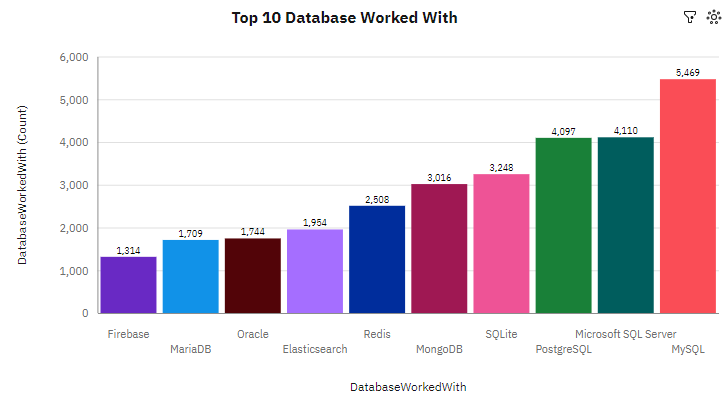 Top 10 Database Worked With
DatabaseWorkedWith (Count)
6,000
5,000
4,000
3,000
2,000
1,000
0
1,314
1,709
1,744
1,954
2,508
3,016
3,248
4,097
4,110
5,469
Firebase
MariaDB
Oracle
Elasticsearch
Redis
MongoDB
SQLite
PostgreSQL
Microsoft SQL Server
MySQL
DatabaseWorkedWith